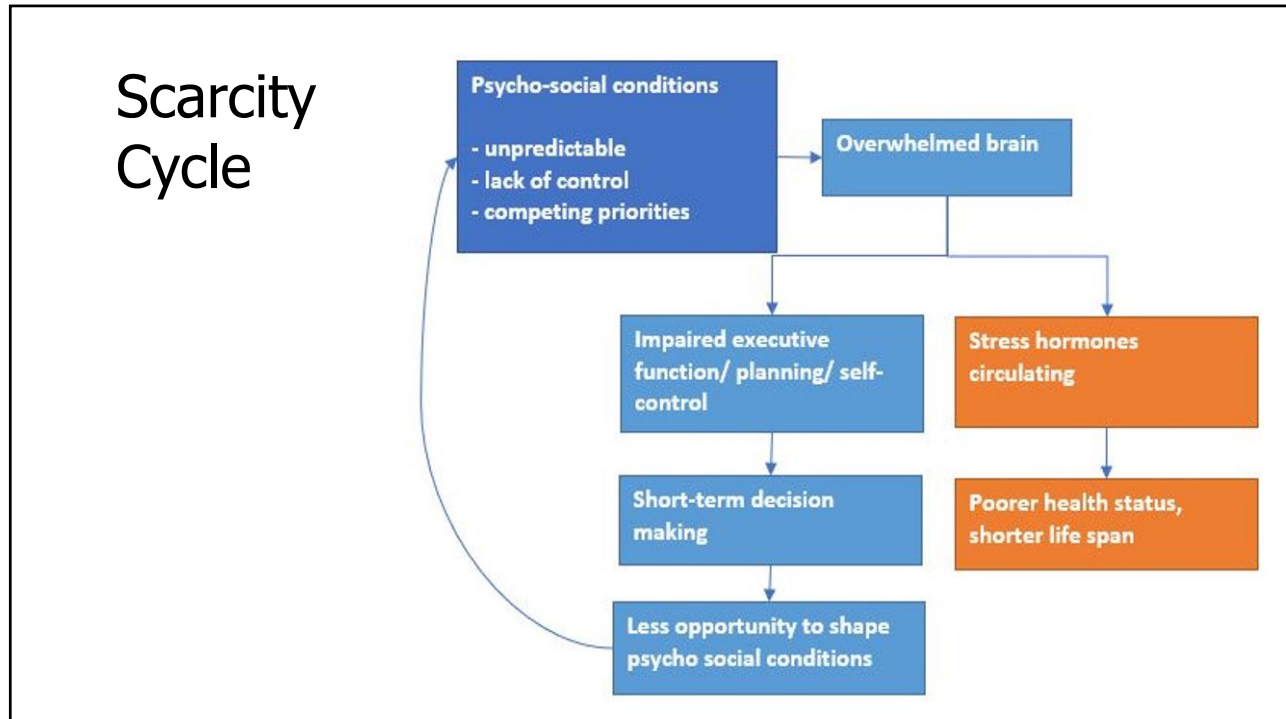 Scarcity
Cycle
Psycho-social conditions
- unpredictable
- lack of control
- competing priorities
Overwhelmed brain
Impaired executive
function/ planning/ self-
control
Stress hormones
circulating
Short-term decision
making
Poorer health status,
shorter life span
Less opportunity to shape
psycho social conditions